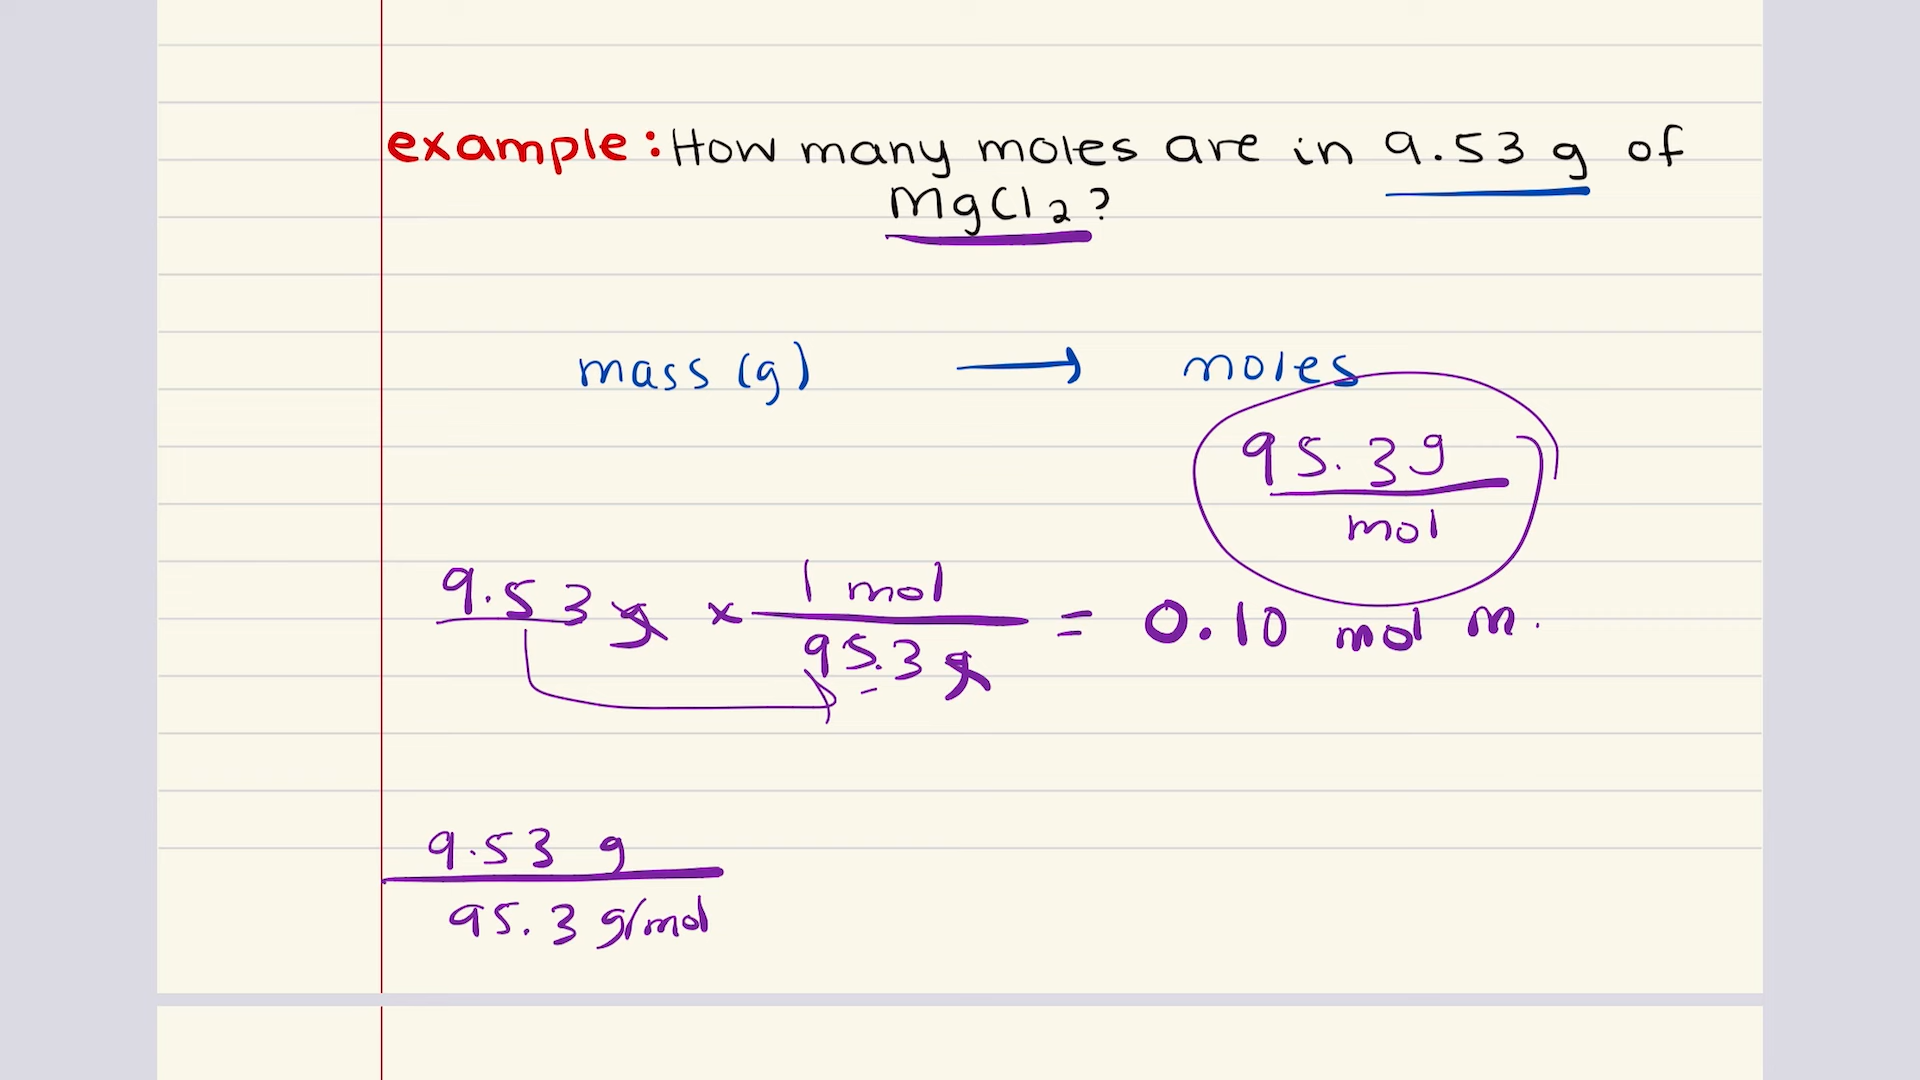 example: How many moles are in 9.53 g of
MgCl2?
mass (g) → moles
95.3 g
mol
9.53 g x 1 mol = 0.10 mol m.
95.3 g
9.53 g
95.3 g/mol